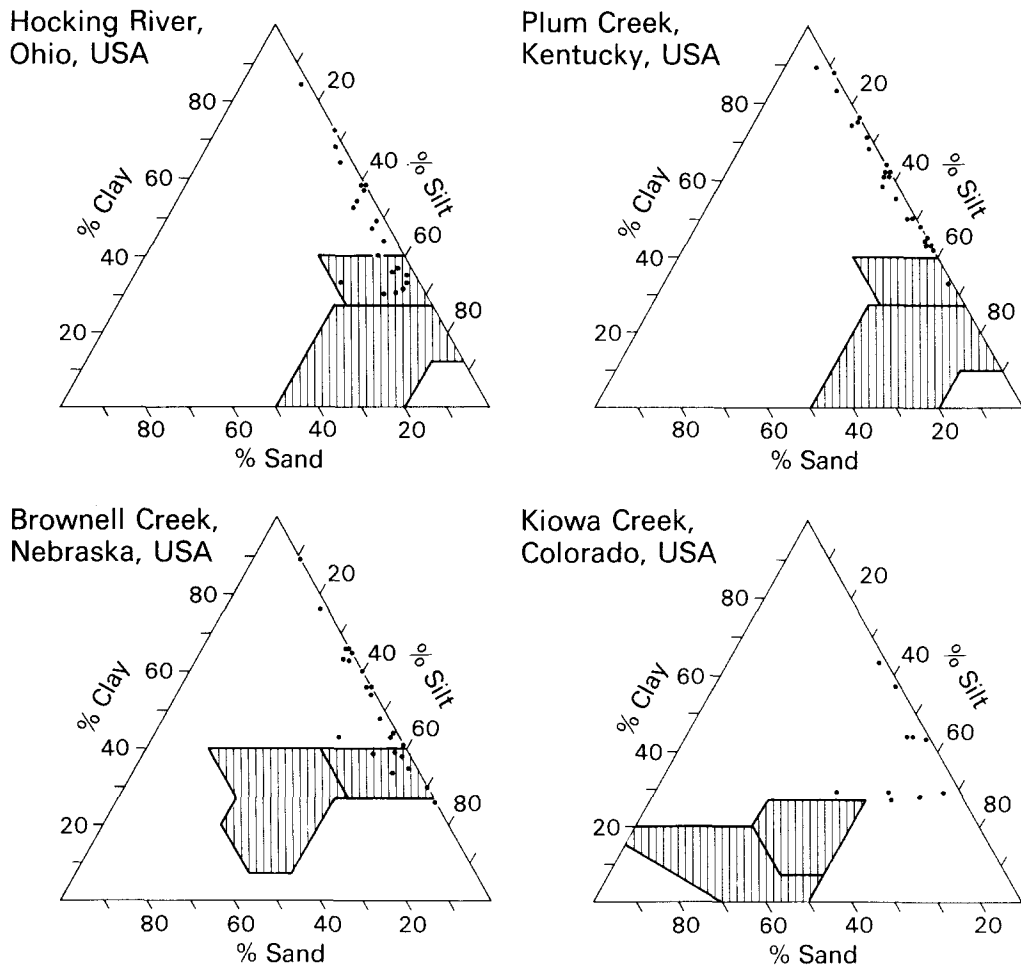 Hocking River,
Ohio, USA
20
80
40
% Silt
60
% Clay
60
40
80
20
80
60
40
20
% Sand
Plum Creek,
Kentucky, USA
20
80
40
% Silt
60
% Clay
60
40
80
20
80
60
40
20
% Sand
Brownell Creek,
Nebraska, USA
20
80
40
% Silt
60
% Clay
60
40
80
20
80
60
40
20
% Sand
Kiowa Creek,
Colorado, USA
20
80
40
% Silt
60
% Clay
60
40
80
20
80
60
40
20
% Sand